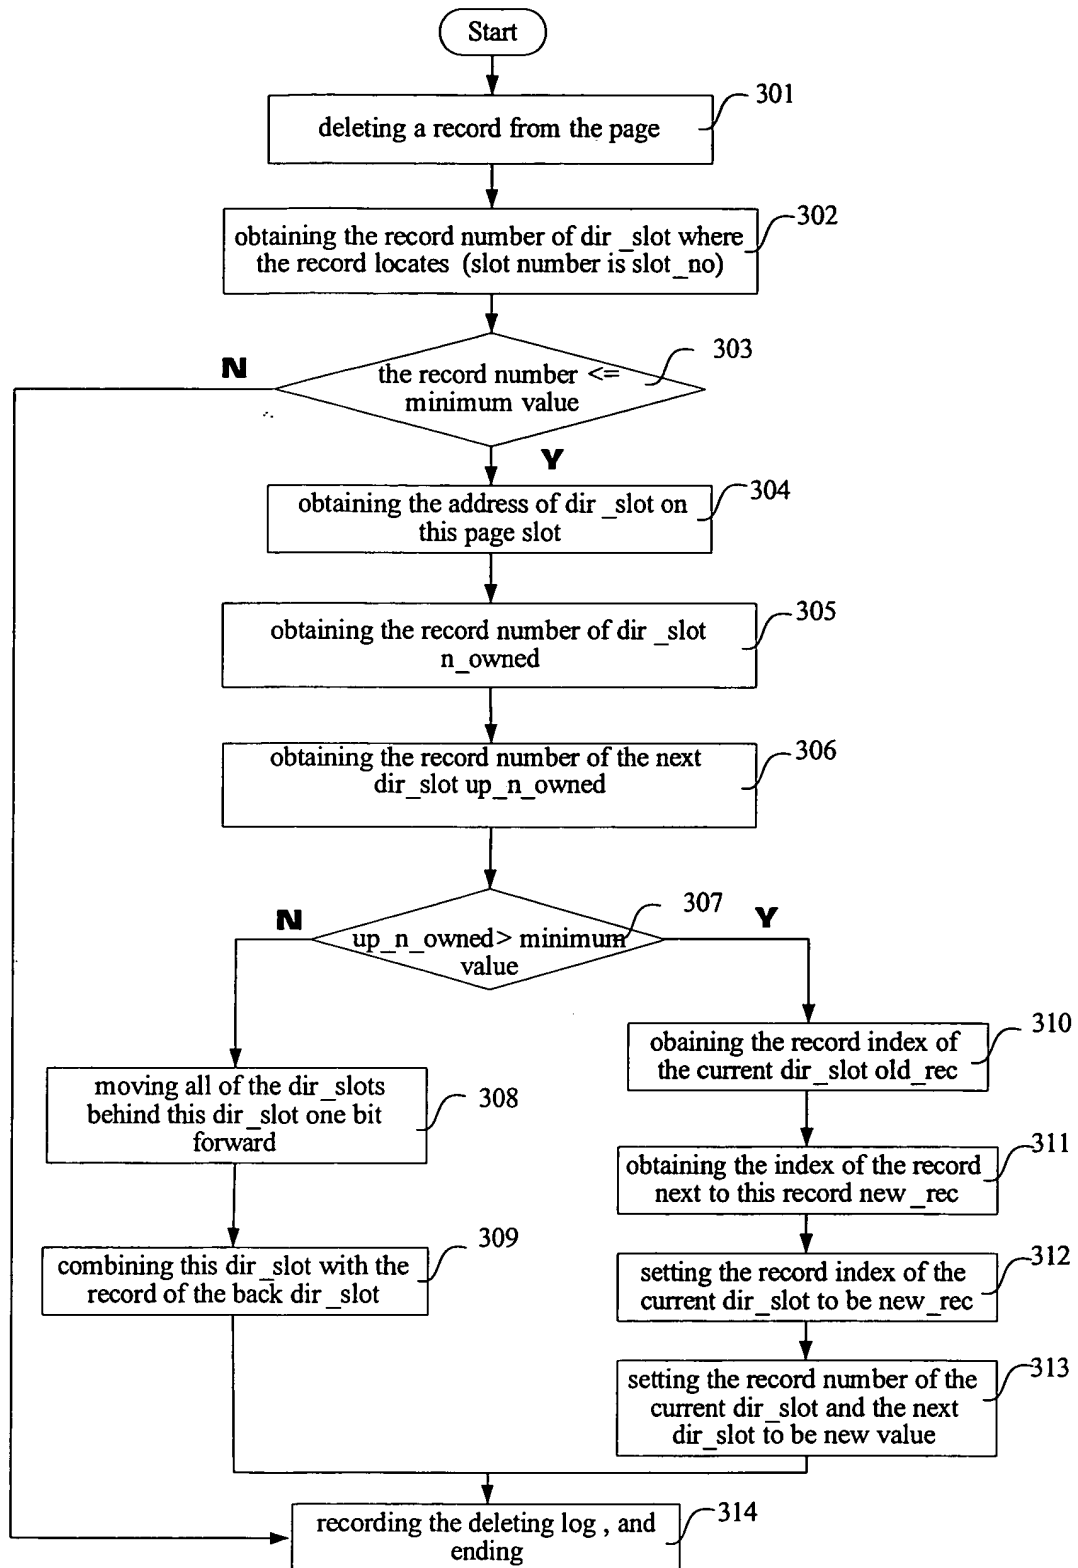 Start
301
deleting a record from the page
302
obtaining the record number of dir_slot where
the record locates (slot number is slot_no)
303
N
the record number <=
minimum value
Y
304
obtaining the address of dir_slot on
this page slot
305
obtaining the record number of dir_slot
n_owned
306
obtaining the record number of the next
dir_slot up_n_owned
307
N
Y
up_n_owned> minimum
value
310
obaining the record index of
the current dir_slot old_rec
moving all of the dir_slots
behind this dir_slot one bit
forward
308
311
obtaining the index of the record
next to this record new_rec
309
combining this dir_slot with the
record of the back dir_slot
312
setting the record index of the
current dir_slot to be new_rec
313
setting the record number of the
current dir_slot and the next
dir_slot to be new value
314
recording the deleting log , and
ending